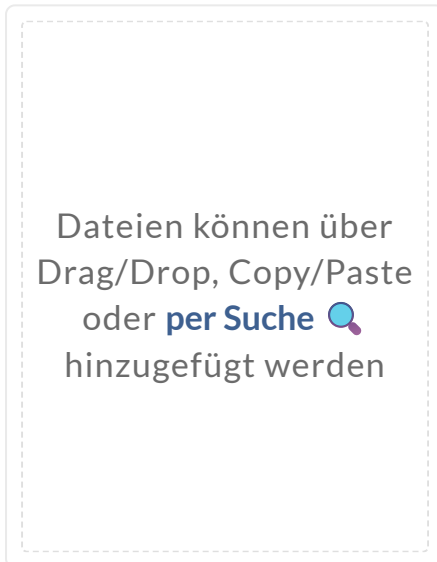 Dateien können über
Drag/Drop, Copy/Paste
oder per Suche
hinzugefügt werden